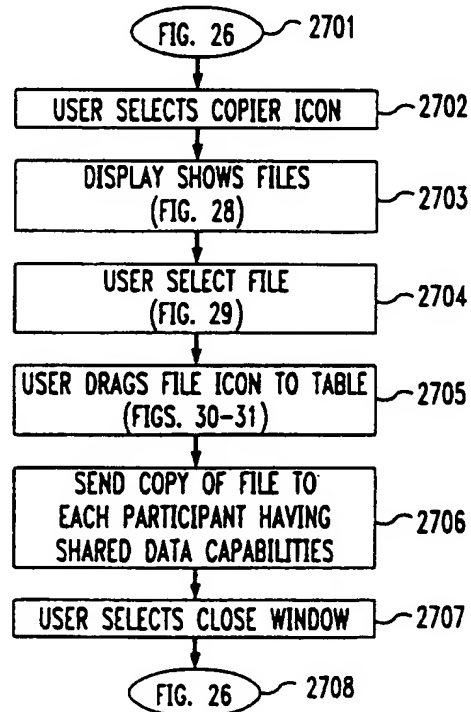 FIG. 26 2701
USER SELECTS COPIER ICON 2702
DISPLAY SHOWS FILES
(FIG. 28) 2703
USER SELECT FILE
(FIG. 29) 2704
USER DRAGS FILE ICON TO TABLE
(FIGS. 30-31) 2705
SEND COPY OF FILE TO
EACH PARTICIPANT HAVING 2706
SHARED DATA CAPABILITIES
USER SELECTS CLOSE WINDOW 2707
FIG. 26 2708